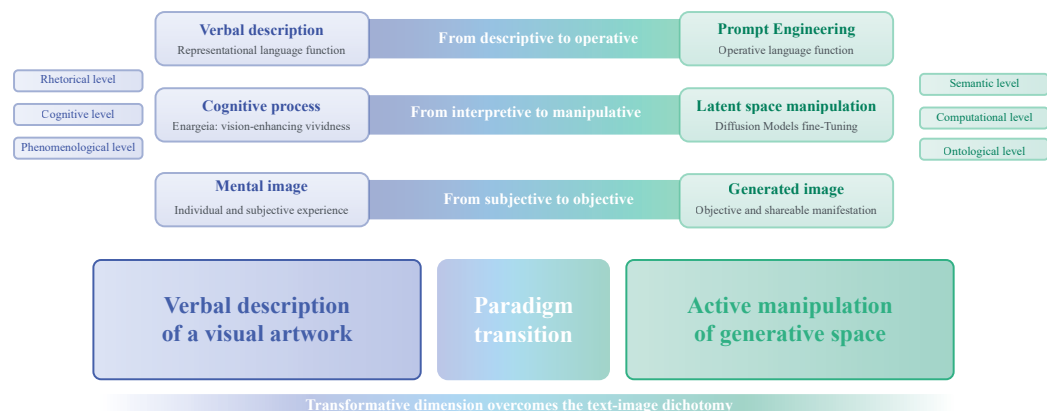 Verbal description
Representational language function
From descriptive to operative
Prompt Engineering
Operative language function
Rhetorical level
Cognitive level
Phenomenological level
Cognitive process
Enargeia: vision-enhancing vividness
From interpretive to manipulative
Latent space manipulation
Diffusion Models fine-Tuning
Semantic level
Computational level
Ontological level
Mental image
Individual and subjective experience
From subjective to objective
Generated image
Objective and shareable manifestation
Verbal description
of a visual artwork
Paradigm
transition
Active manipulation
of generative space
Transformative dimension overcomes the text-image dichotomy